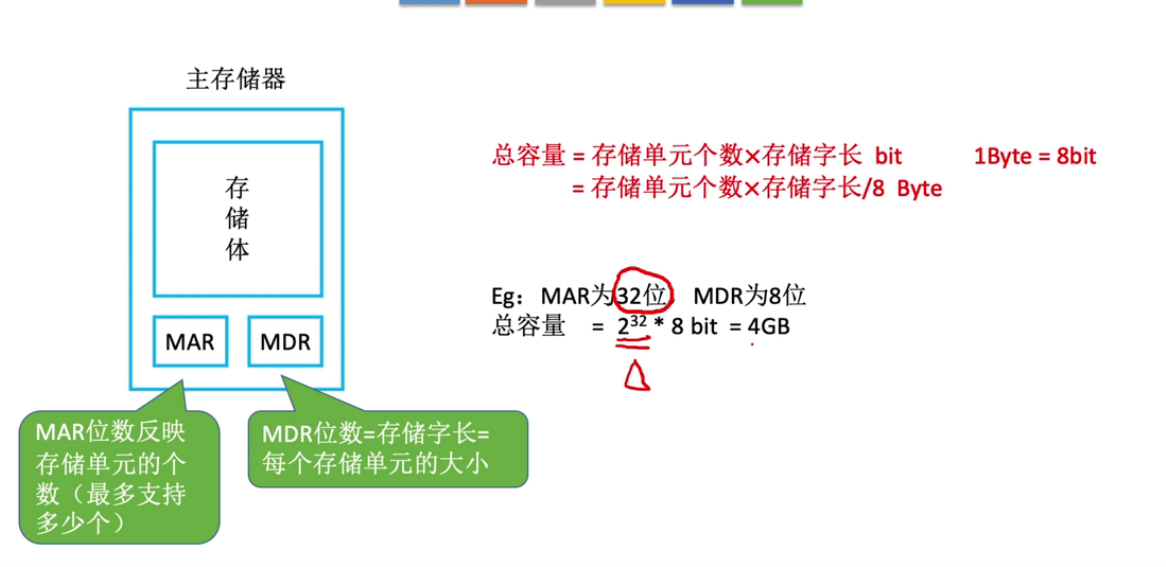 主存储器
存
储
体
MAR
MDR
MAR位数反映
存储单元的个
数（最多支持
多少个）
MDR位数=存储字长=
每个存储单元的大小
总容量 = 存储单元个数×存储字长 bit 1Byte = 8bit
= 存储单元个数×存储字长/8 Byte
Eg：MAR为32位，MDR为8位
总容量 = 2³² * 8 bit = 4GB